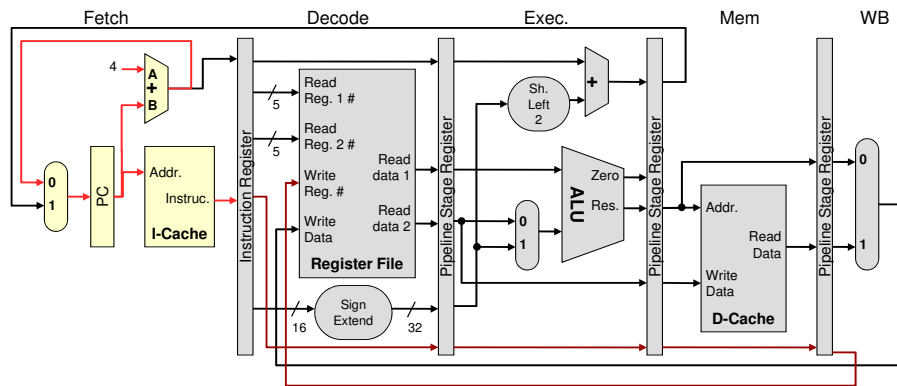 Fetch
Decode
Exec.
Mem
WB
4
A
+
B
0
1
PC
Addr.
Instruc.
I-Cache
Instruction Register
5
Read
Reg. 1 #
5
Read
Reg. 2 #
Write
Reg. #
Write
Data
Read
data 1
Read
data 2
Register File
16
Sign
Extend
32
Pipeline Stage Register
Sh.
Left
2
+
0
1
ALU
Zero
Res.
Pipeline Stage Register
Addr.
Read
Data
Write
Data
D-Cache
Pipeline Stage Register
0
1